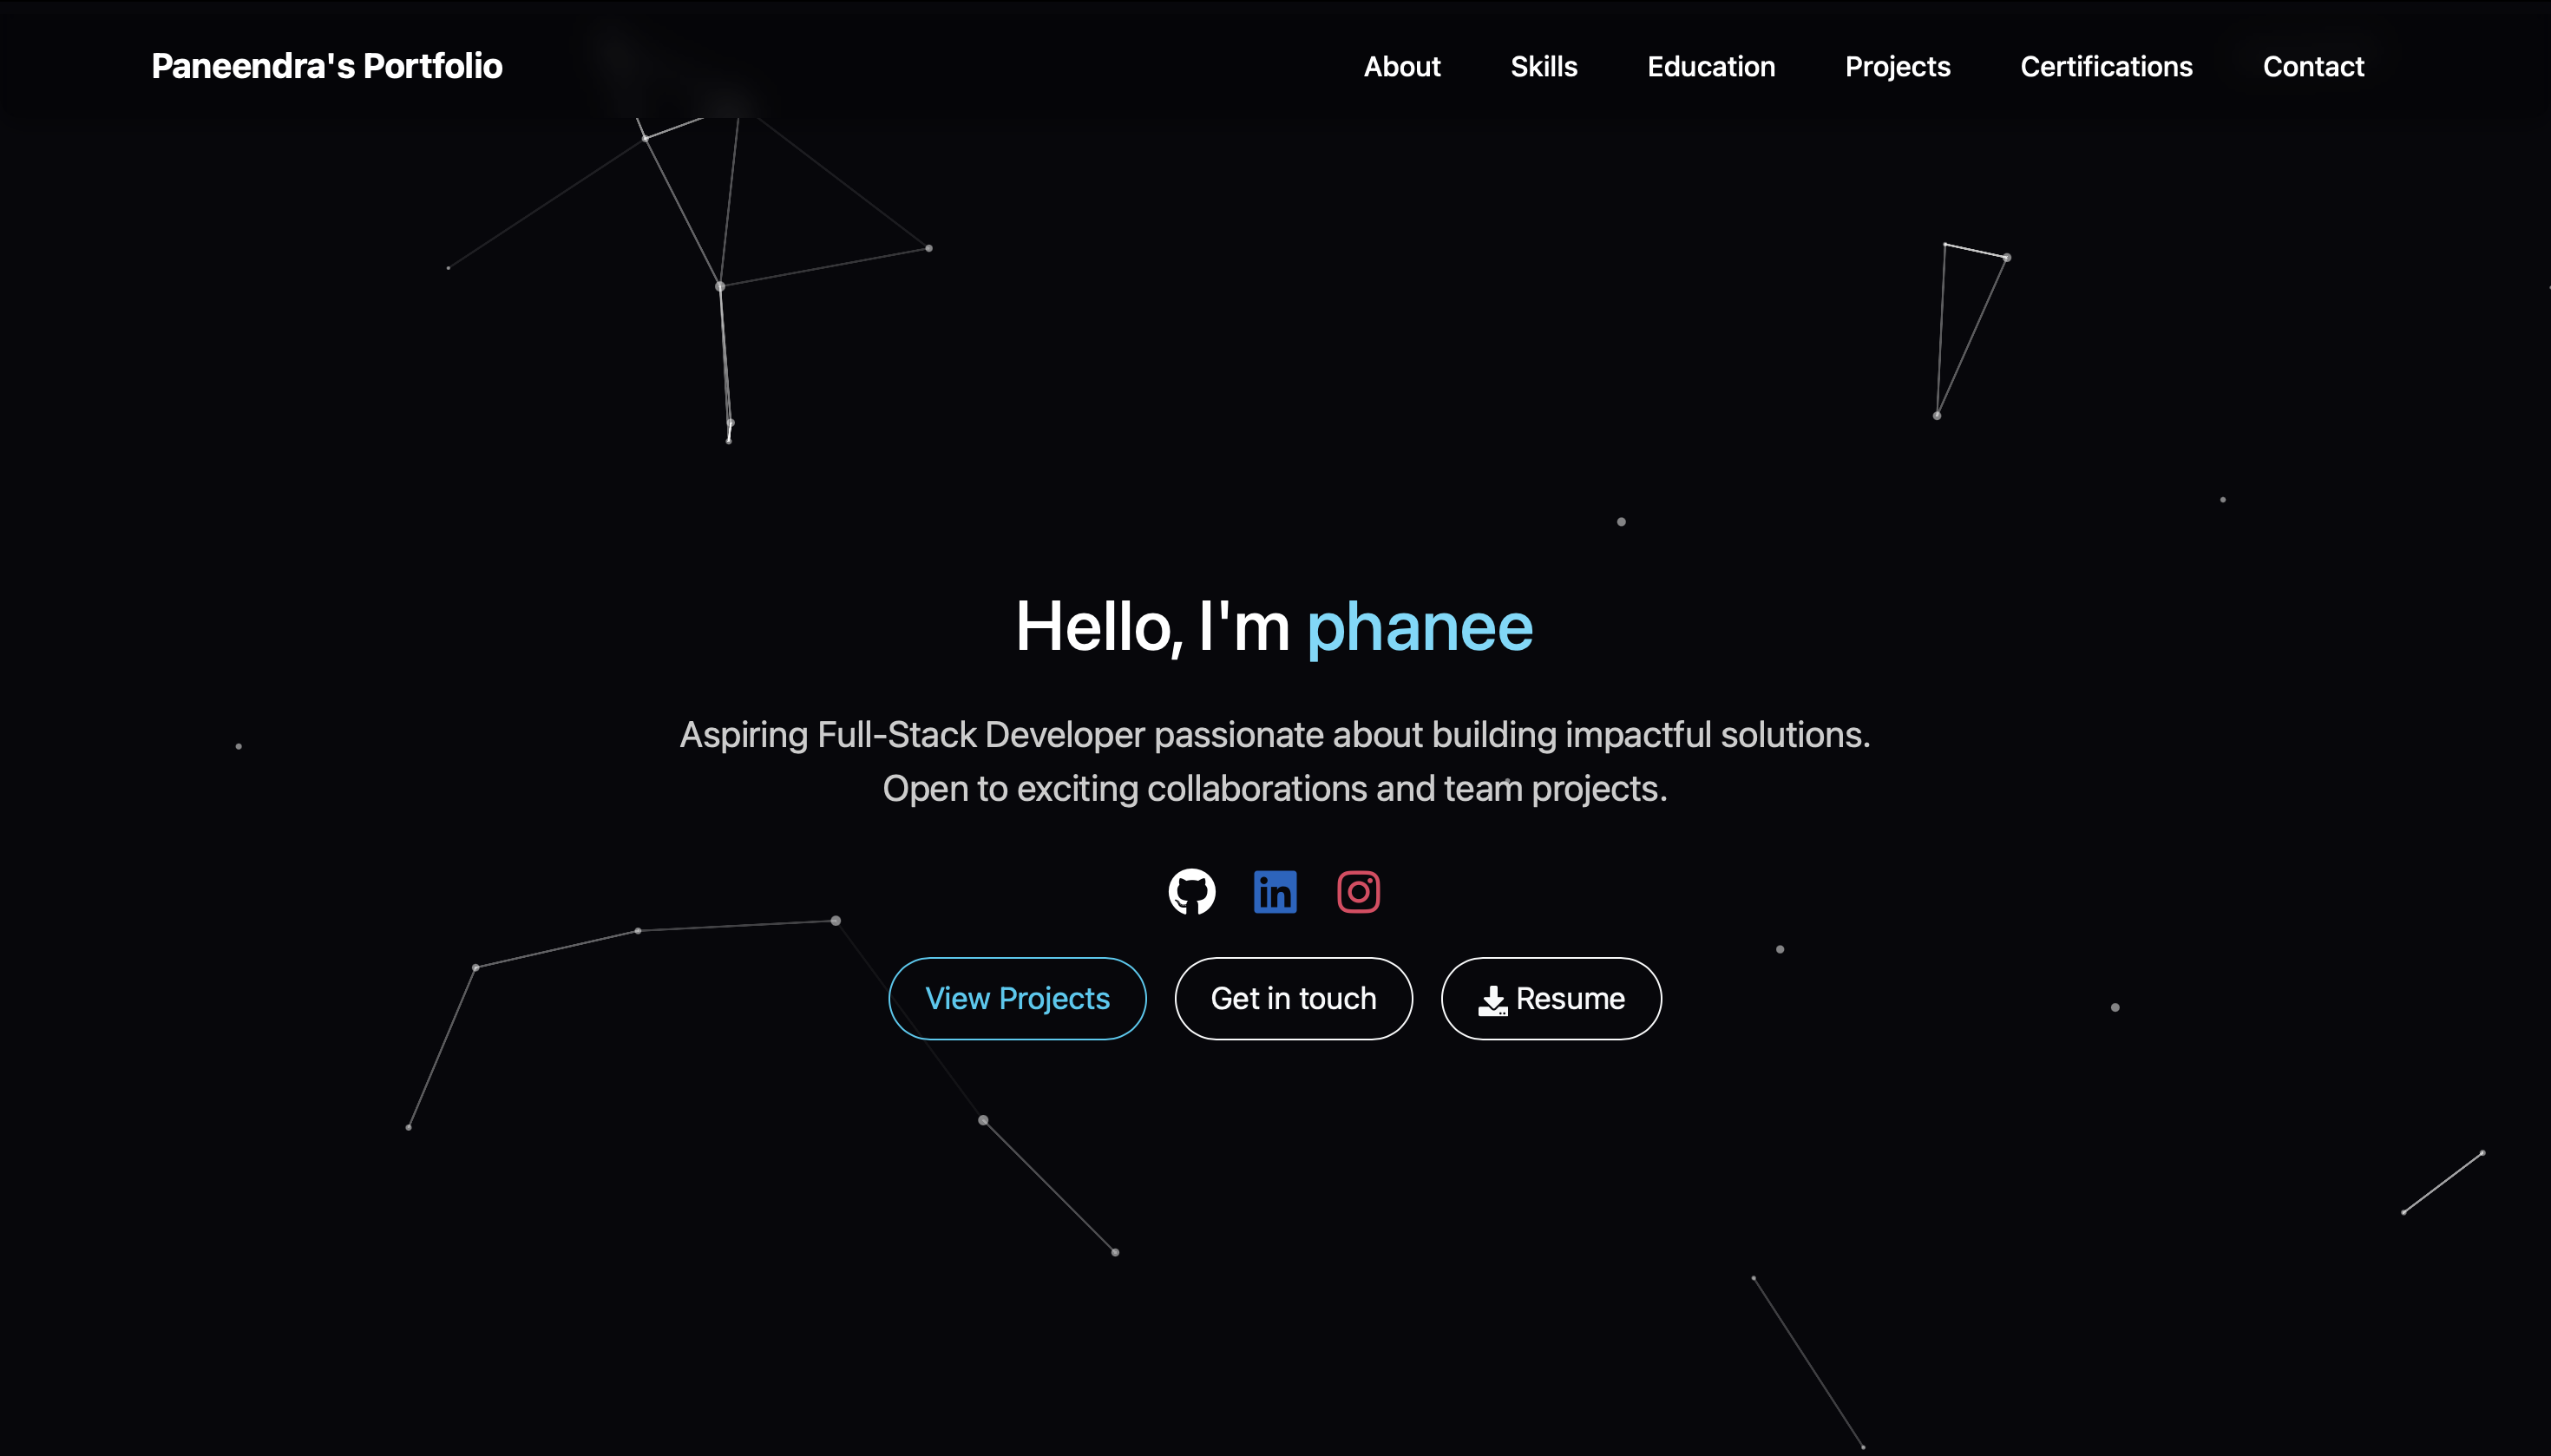 Paneendra's Portfolio
About Skills Education Projects Certifications Contact
Hello, I'm phanee
Aspiring Full-Stack Developer passionate about building impactful solutions.
Open to exciting collaborations and team projects.
in
View Projects Get in touch Resume